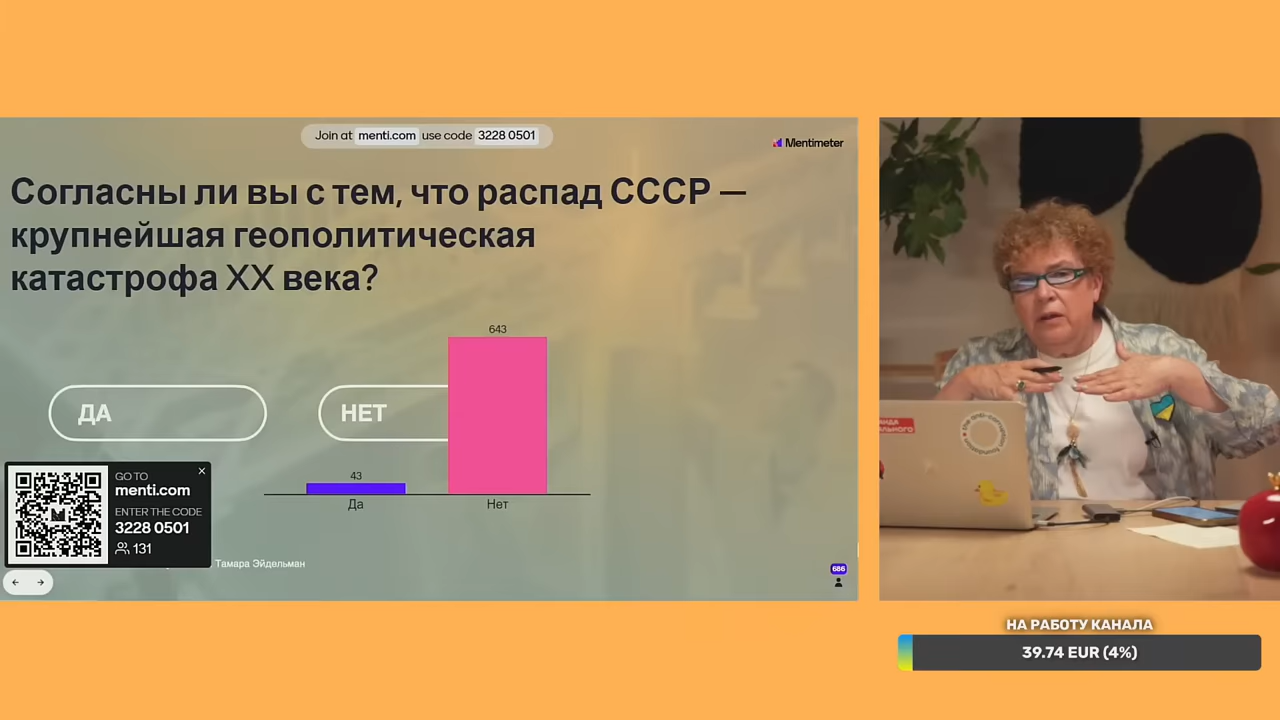 Join at menti.com use code 3228 0501
Mentimeter
Согласны ли вы с тем, что распад СССР —
крупнейшая геополитическая
катастрофа XX века?
643
ДА
НЕТ
43
Да
Нет
GO TO
menti.com
ENTER THE CODE
3228 0501
131
Тамара Эйдельман
686
НА РАБОТУ КАНАЛА
39.74 EUR (4%)